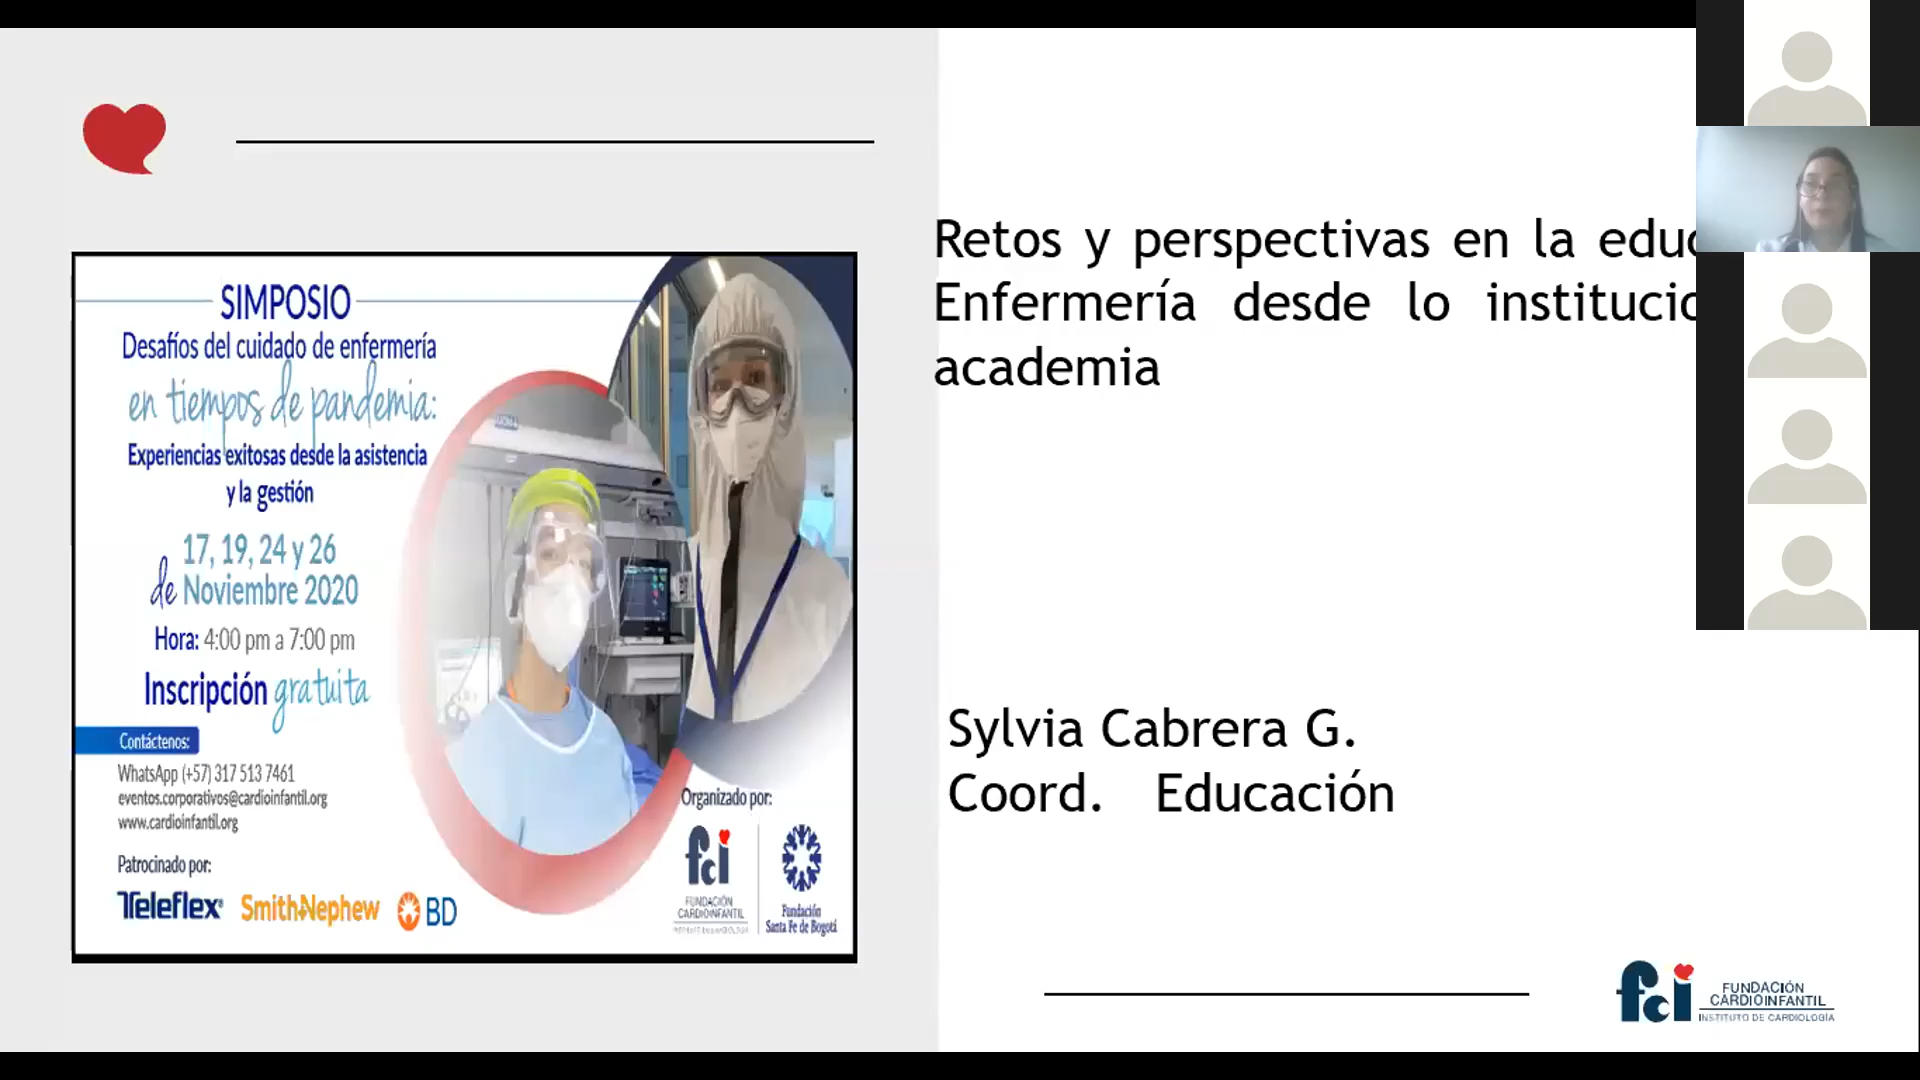 SIMPOSIO
Desafíos del cuidado de enfermería
en tiempos de pandemia:
Experiencias exitosas desde la asistencia
y la gestión
17, 19, 24 y 26
de Noviembre 2020
Hora: 4:00 pm a 7:00 pm
Inscripción gratuita
Contáctenos:
WhatsApp (+57) 317 513 7461
eventos.corporativos@cardioinfantil.org
www.cardioinfantil.org
Patrocinado por:
Teleflex®
Smith+Nephew
BD
Organizado por:
fci
FUNDACIÓN
CARDIOINFANTIL
Fundación
Santa Fe de Bogotá
Retos y perspectivas en la educ
Enfermería desde lo institucio
academia
Sylvia Cabrera G.
Coord. Educación
fci
FUNDACIÓN
CARDIOINFANTIL
INSTITUTO DE CARDIOLOGÍA